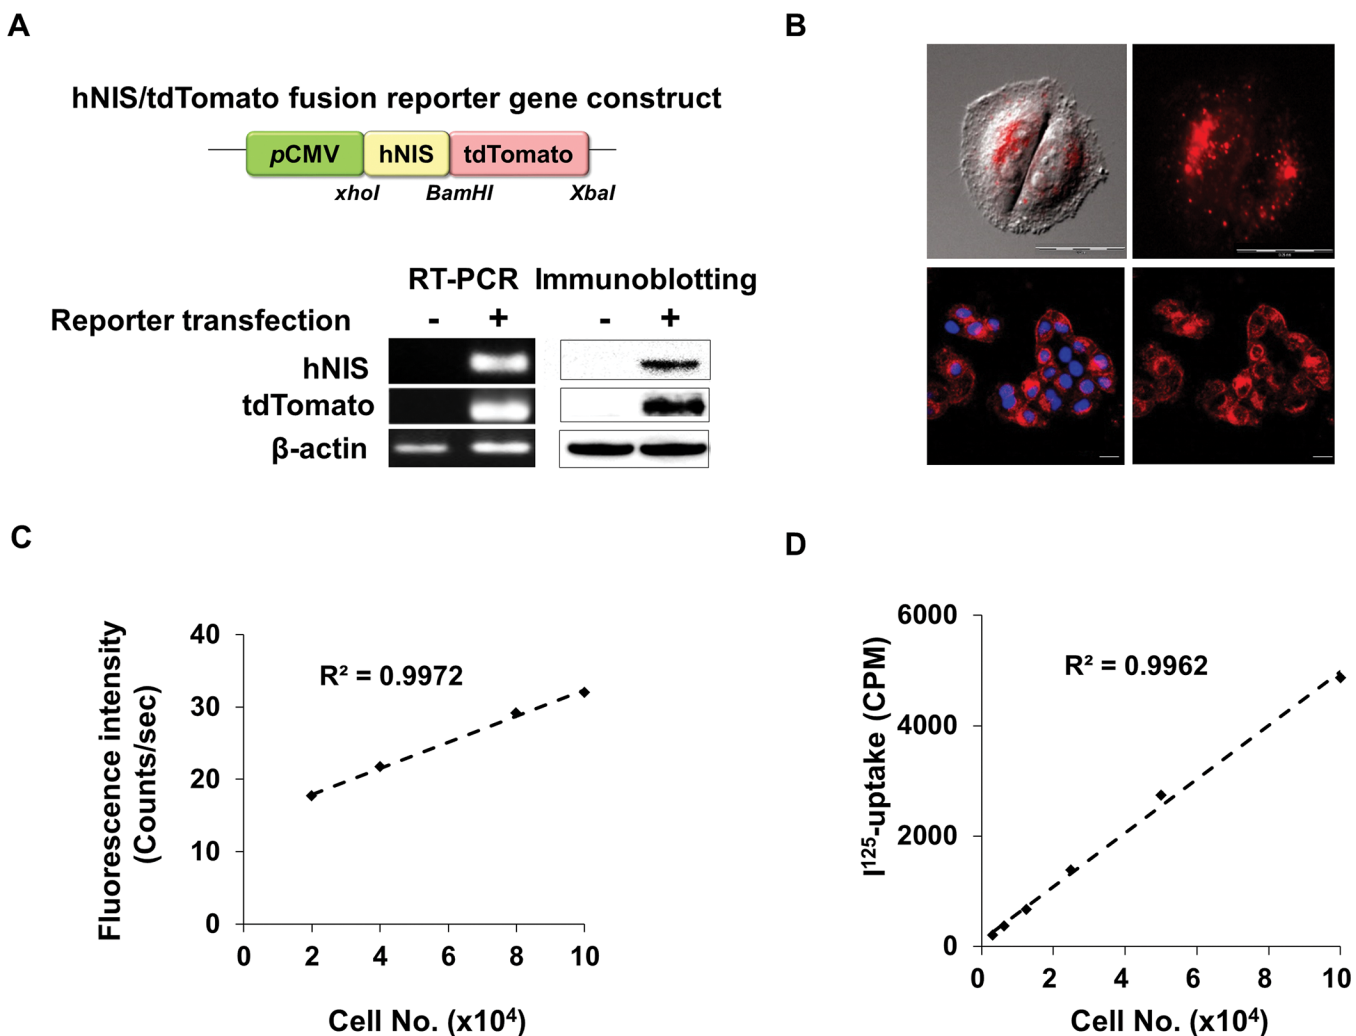 A
hNIS/tdTomato fusion reporter gene construct
pCMV hNIS tdTomato
xhoI BamHI XbaI
RT-PCR Immunoblotting
Reporter transfection - + - +
hNIS
tdTomato
β-actin
B
C
Fluorescence intensity
(Counts/sec)
40
30
20
10
0
R² = 0.9972
0 2 4 6 8 10
Cell No. (x10⁴)
D
I¹²⁵-uptake (CPM)
6000
4000
2000
0
R² = 0.9962
0 2 4 6 8 10
Cell No. (x10⁴)